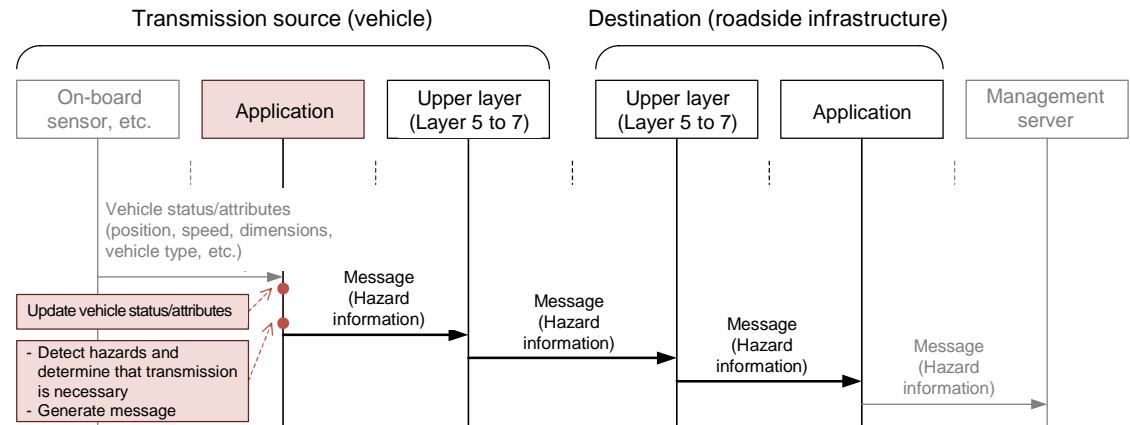 Transmission source (vehicle)
Destination (roadside infrastructure)
On-board
sensor, etc.
Application
Upper layer
(Layer 5 to 7)
Upper layer
(Layer 5 to 7)
Application
Management
server
Vehicle status/attributes
(position, speed, dimensions,
vehicle type, etc.)
Update vehicle status/attributes
- Detect hazards and
determine that transmission
is necessary
- Generate message
Message
(Hazard
information)
Message
(Hazard
information)
Message
(Hazard
information)
Message
(Hazard
information)